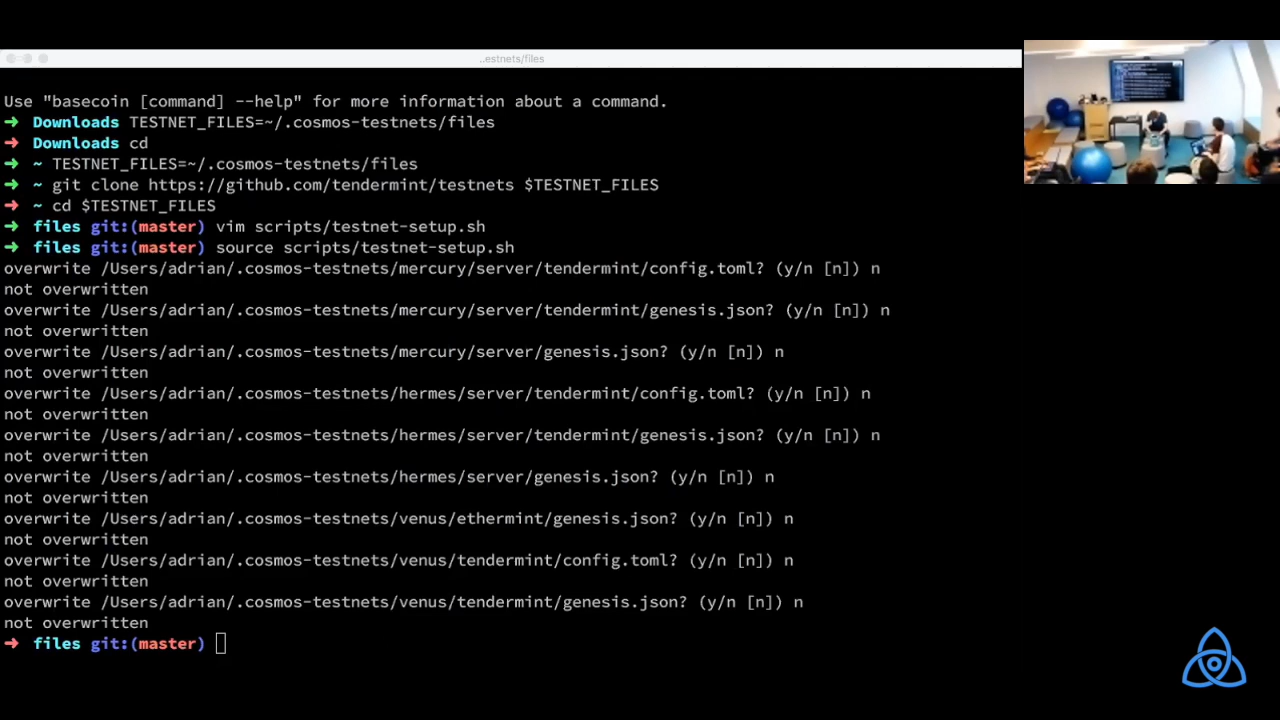 ..estnets/files
Use "basecoin [command] --help" for more information about a command.
➜ Downloads TESTNET_FILES=~/.cosmos-testnets/files
➜ Downloads cd
➜ ~ TESTNET_FILES=~/.cosmos-testnets/files
➜ ~ git clone https://github.com/tendermint/testnets $TESTNET_FILES
➜ ~ cd $TESTNET_FILES
➜ files git:(master) vim scripts/testnet-setup.sh
➜ files git:(master) source scripts/testnet-setup.sh
overwrite /Users/adrian/.cosmos-testnets/mercury/server/tendermint/config.toml? (y/n [n]) n
not overwritten
overwrite /Users/adrian/.cosmos-testnets/mercury/server/tendermint/genesis.json? (y/n [n]) n
not overwritten
overwrite /Users/adrian/.cosmos-testnets/mercury/server/genesis.json? (y/n [n]) n
not overwritten
overwrite /Users/adrian/.cosmos-testnets/hermes/server/tendermint/config.toml? (y/n [n]) n
not overwritten
overwrite /Users/adrian/.cosmos-testnets/hermes/server/tendermint/genesis.json? (y/n [n]) n
not overwritten
overwrite /Users/adrian/.cosmos-testnets/hermes/server/genesis.json? (y/n [n]) n
not overwritten
overwrite /Users/adrian/.cosmos-testnets/venus/ethermint/genesis.json? (y/n [n]) n
not overwritten
overwrite /Users/adrian/.cosmos-testnets/venus/tendermint/config.toml? (y/n [n]) n
not overwritten
overwrite /Users/adrian/.cosmos-testnets/venus/tendermint/genesis.json? (y/n [n]) n
not overwritten
➜ files git:(master)